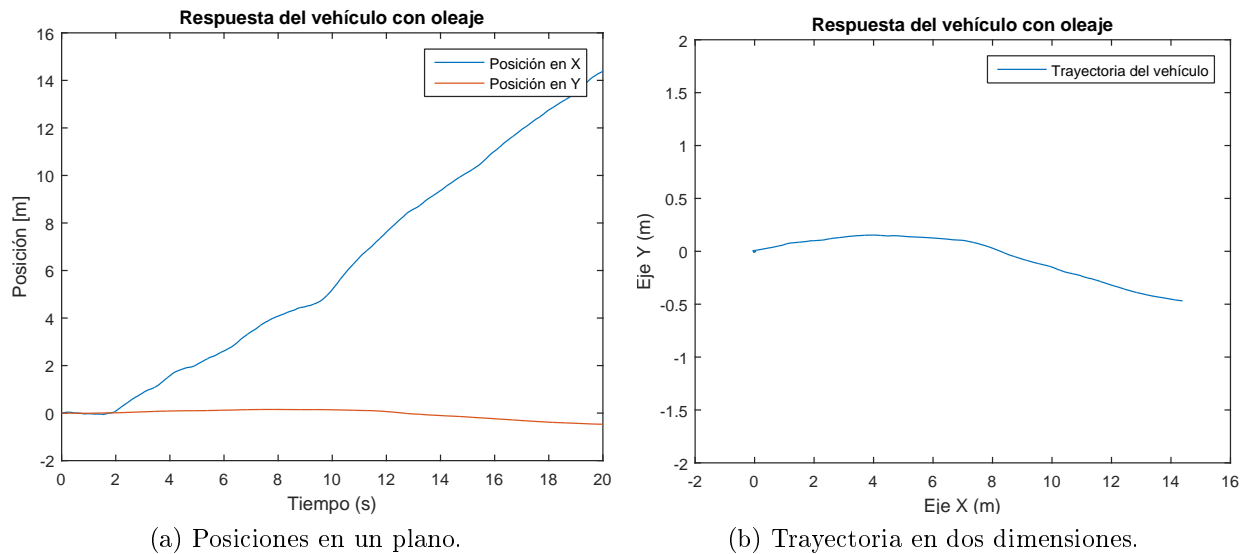 Respuesta del vehículo con oleaje
16
14
12
10
8
6
4
2
0
-2
Posición [m]
Posición en X
Posición en Y
0 2 4 6 8 10 12 14 16 18 20
Tiempo (s)
(a) Posiciones en un plano.
Respuesta del vehículo con oleaje
2
1.5
1
0.5
0
-0.5
-1
-1.5
-2
Eje Y (m)
Trayectoria del vehículo
-2 0 2 4 6 8 10 12 14 16
Eje X (m)
(b) Trayectoria en dos dimensiones.